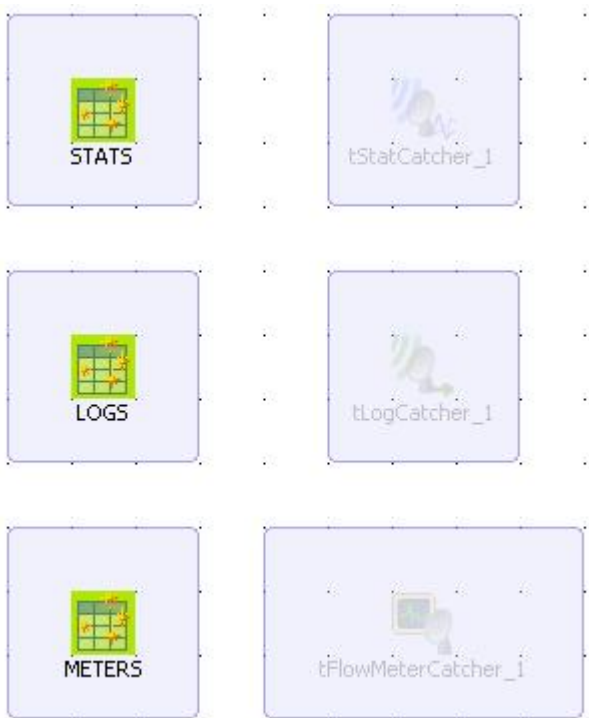 STATS
tStatCatcher_1
LOGS
tLogCatcher_1
METERS
tFlowMeterCatcher_1